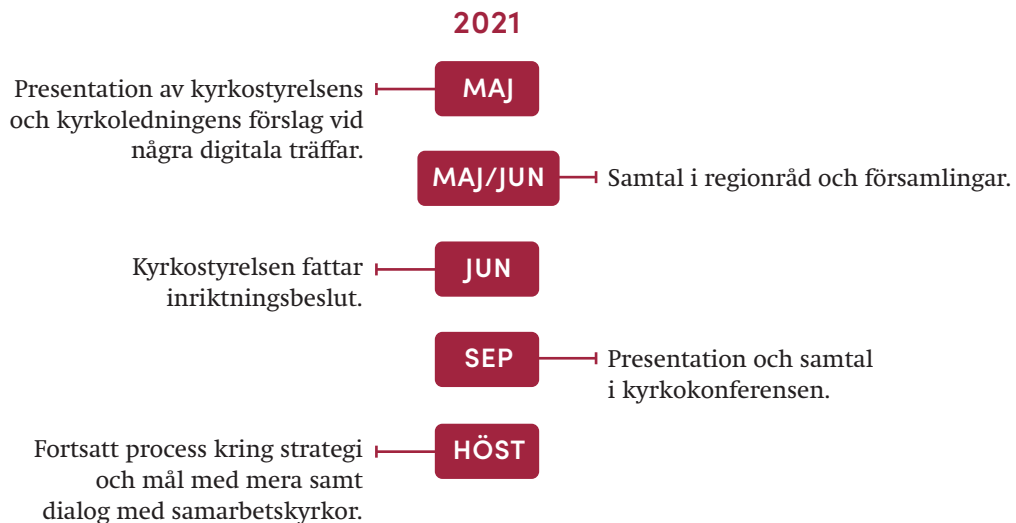 2021
MAJ
Presentation av kyrkostyrelsens
och kyrkoledningens förslag vid
några digitala träffar.
MAJ/JUN
Samtal i regionråd och församlingar.
JUN
Kyrkostyrelsen fattar
inriktningsbeslut.
SEP
Presentation och samtal
i kyrkokonferensen.
HÖST
Fortsatt process kring strategi
och mål med mera samt
dialog med samarbetskyrkor.